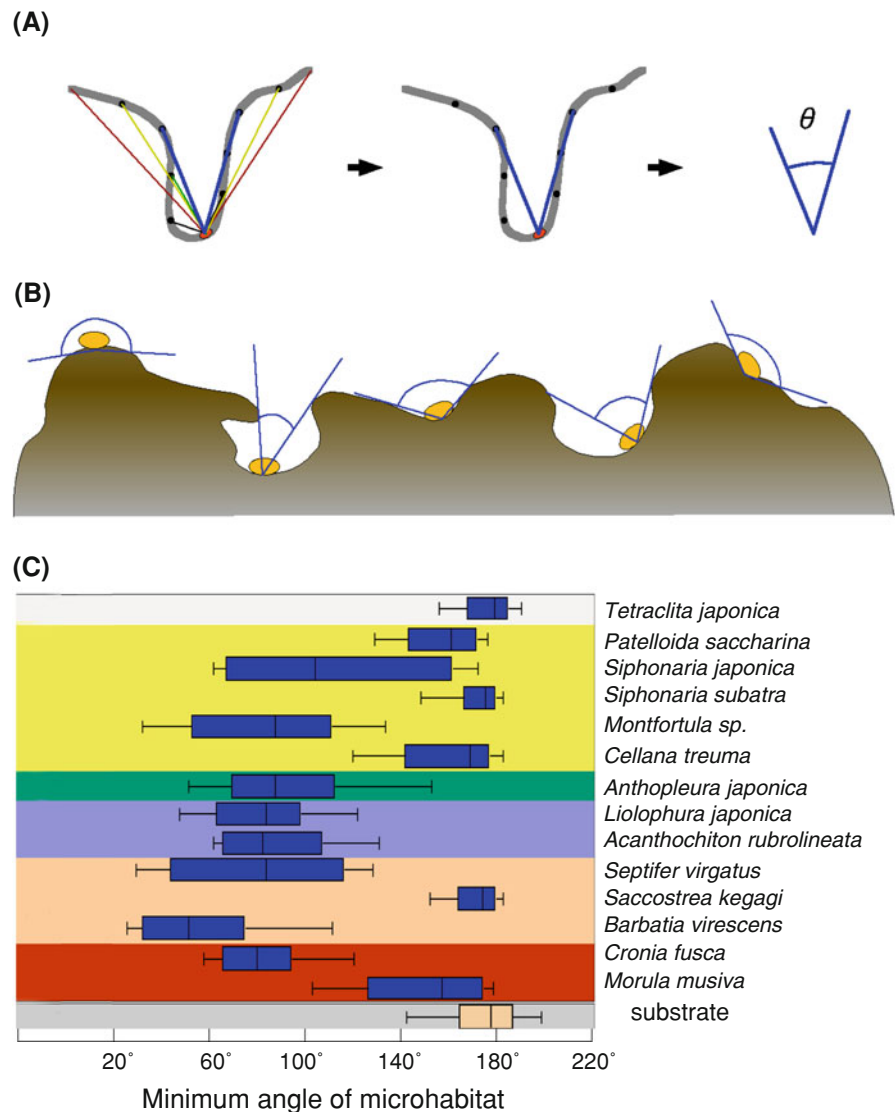 (A)
θ
(B)
(C)
Tetraclita japonica
Patelloida saccharina
Siphonaria japonica
Siphonaria subatra
Montfortula sp.
Cellana treuma
Anthopleura japonica
Liolophura japonica
Acanthochiton rubrolineata
Septifer virgatus
Saccostrea kegagi
Barbatia virescens
Cronia fusca
Morula musiva
substrate
20° 60° 100° 140° 180° 220°
Minimum angle of microhabitat